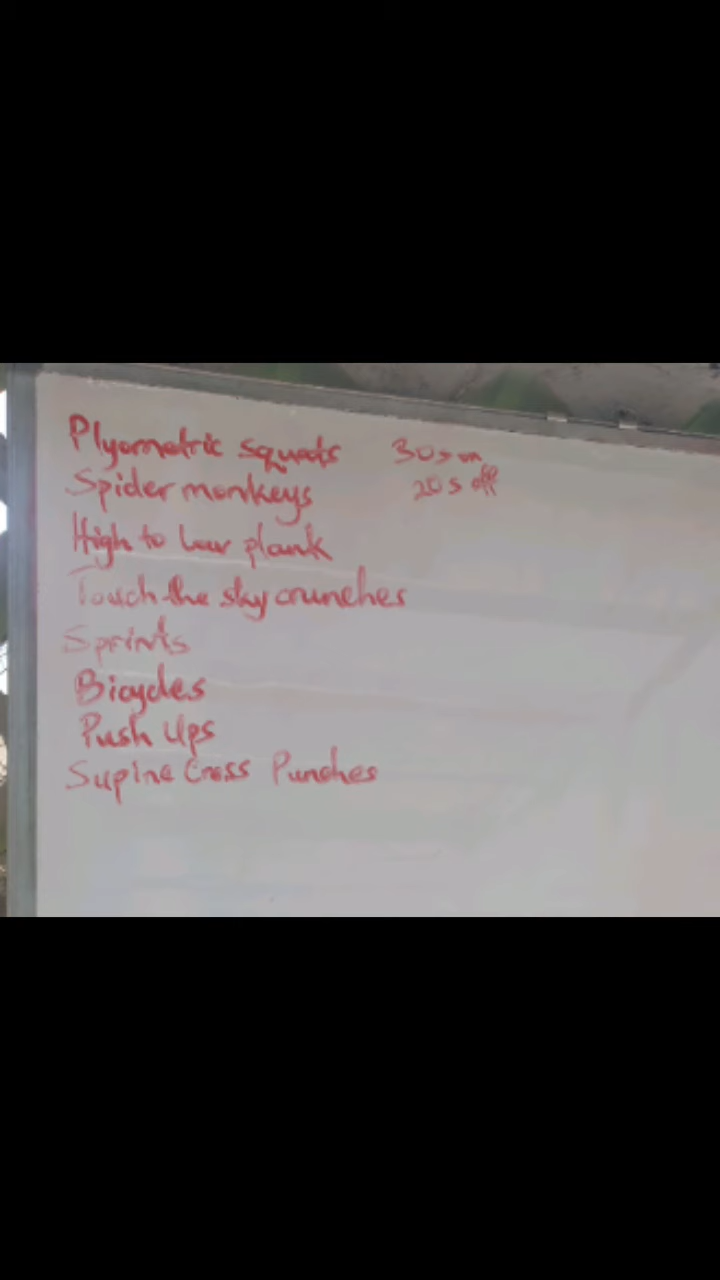 Plyometric squats 30s on
Spider monkeys 20s off
High to low plank
Touch the sky crunches
Sprints
Bicycles
Push Ups
Supine Cross Punches